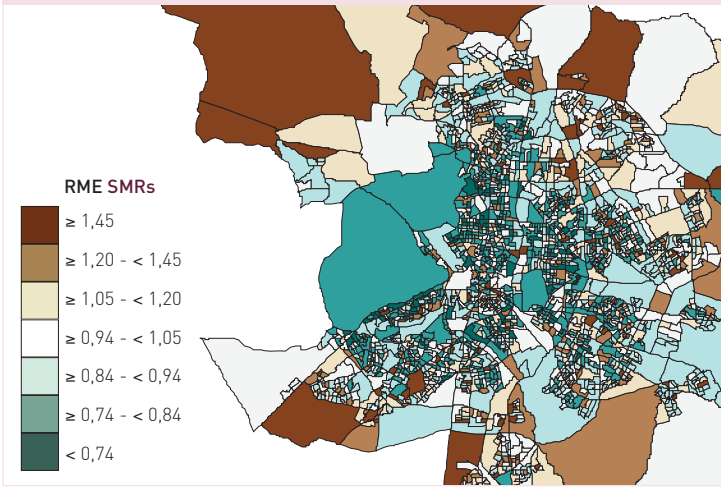 RME SMRs
≥ 1,45
≥ 1,20 - < 1,45
≥ 1,05 - < 1,20
≥ 0,94 - < 1,05
≥ 0,84 - < 0,94
≥ 0,74 - < 0,84
< 0,74